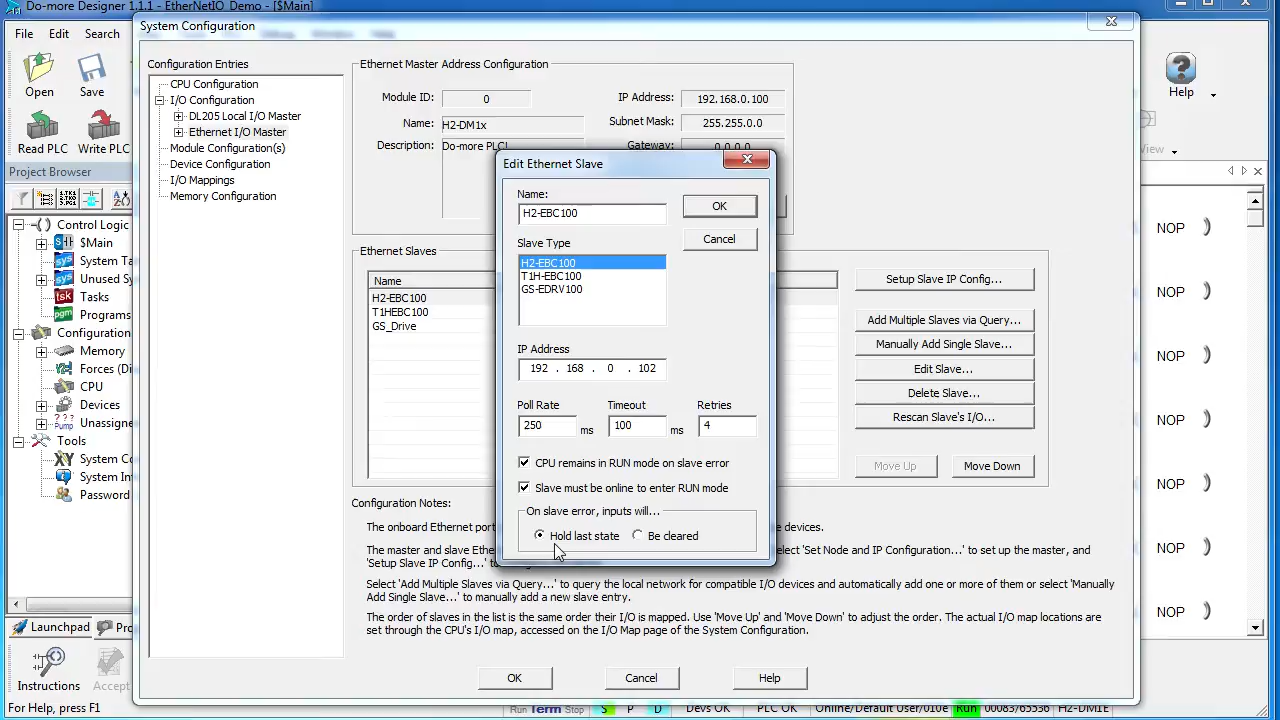 Do-more Designer 1.1.1 - EtherNetIO_Demo - [$Main]
System Configuration
File Edit Search
Open Save
Read PLC Write PLC
Help
View
Project Browser
Control Logic
$Main
System Ta
Unused Sy
Tasks
Programs
Configuration
Memory
Forces (D
CPU
Devices
Unassigne
Tools
System Co
System In
Password
Launchpad Pro
Instructions Accept
For Help, press F1
Configuration Entries
CPU Configuration
I/O Configuration
DL205 Local I/O Master
Ethernet I/O Master
Module Configuration(s)
Device Configuration
I/O Mappings
Memory Configuration
Ethernet Master Address Configuration
Module ID: 0
IP Address: 192.168.0.100
Name: H2-DM1x
Subnet Mask: 255.255.0.0
Description: Do-more PLC!
Gateway: 0.0.0.0
Ethernet Slaves
Name
H2-EBC100
T1HEBC100
GS_Drive
Setup Slave IP Config...
Add Multiple Slaves via Query...
Manually Add Single Slave...
Edit Slave...
Delete Slave...
Rescan Slave's I/O...
Move Up Move Down
Edit Ethernet Slave
Name:
H2-EBC100
OK
Cancel
Slave Type
H2-EBC100
T1H-EBC100
GS-EDRV100
IP Address
192 . 168 . 0 . 102
Poll Rate Timeout Retries
250 ms 100 ms 4
CPU remains in RUN mode on slave error
Slave must be online to enter RUN mode
On slave error, inputs will...
Hold last state Be cleared
Configuration Notes:
The onboard Ethernet port devices.
The master and slave Ethe elect 'Set Node and IP Configuration...' to set up the master, and
'Setup Slave IP Config...' to
Select 'Add Multiple Slaves via Query...' to query the local network for compatible I/O devices and automatically add one or more of them or select 'Manually
Add Single Slave...' to manually add a new slave entry.
The order of slaves in the list is the same order their I/O is mapped. Use 'Move Up' and 'Move Down' to adjust the order. The actual I/O map locations are
set through the CPU's I/O map, accessed on the I/O Map page of the System Configuration.
OK Cancel Help
NOP
NOP
NOP
NOP
NOP
NOP
NOP
Run Term Stop S P D Devs OK PLC OK Online/Default User/010e Run 00083/65536 H2-DM1E